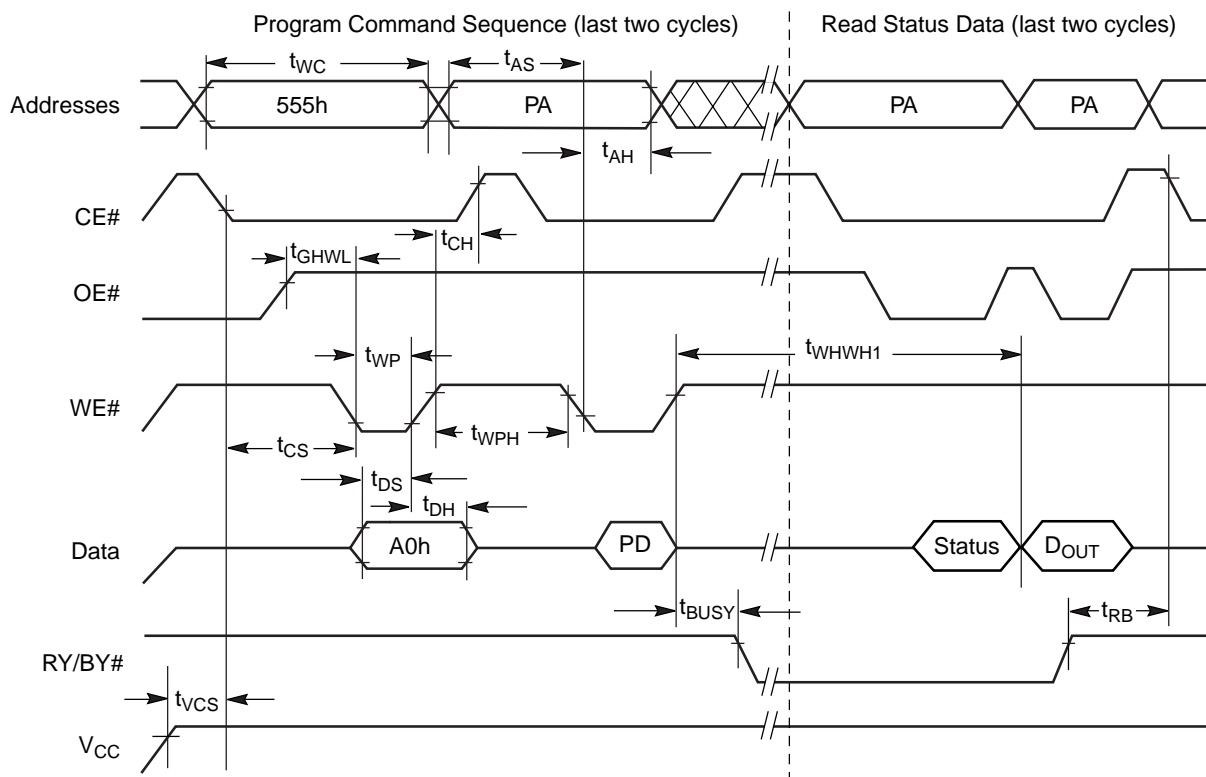 Program Command Sequence (last two cycles) Read Status Data (last two cycles)
tWC tAS
Addresses 555h PA PA PA
tAH
CE#
tCH
tGHWL
OE#
tWP tWHWH1
WE#
tCS tWPH
tDS
tDH
Data A0h PD Status DOUT
tBUSY tRB
RY/BY#
tVCS
VCC